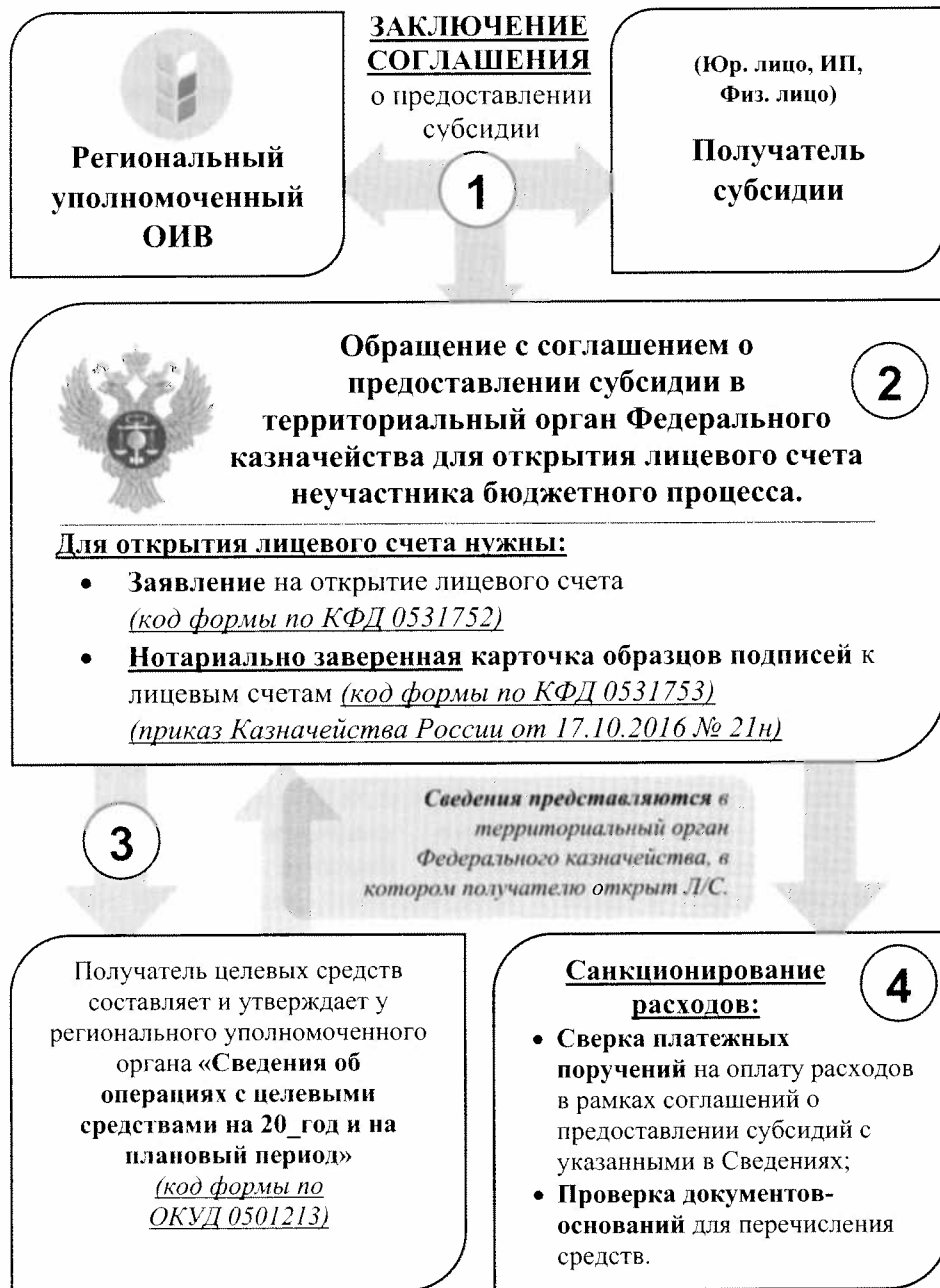 ЗАКЛЮЧЕНИЕ
СОГЛАШЕНИЯ
о предоставлении
субсидии
Региональный
уполномоченный
ОИВ
1
(Юр. лицо, ИП,
Физ. лицо)
Получатель
субсидии
Обращение с соглашением о
предоставлении субсидии в
территориальный орган Федерального
казначейства для открытия лицевого счета
неучастника бюджетного процесса.
2
Для открытия лицевого счета нужны:
• Заявление на открытие лицевого счета
(код формы по КФД 0531752)
• Нотариально заверенная карточка образцов подписей к
лицевым счетам (код формы по КФД 0531753)
(приказ Казначейства России от 17.10.2016 № 21н)
3
Сведения представляются в
территориальный орган
Федерального казначейства, в
котором получателю открыт Л/С.
Получатель целевых средств
составляет и утверждает у
регионального уполномоченного
органа «Сведения об
операциях с целевыми
средствами на 20_год и на
плановый период»
(код формы по
ОКУД 0501213)
Санкционирование
расходов:
4
• Сверка платежных
поручений на оплату расходов
в рамках соглашений о
предоставлении субсидий с
указанными в Сведениях;
• Проверка документов-
оснований для перечисления
средств.